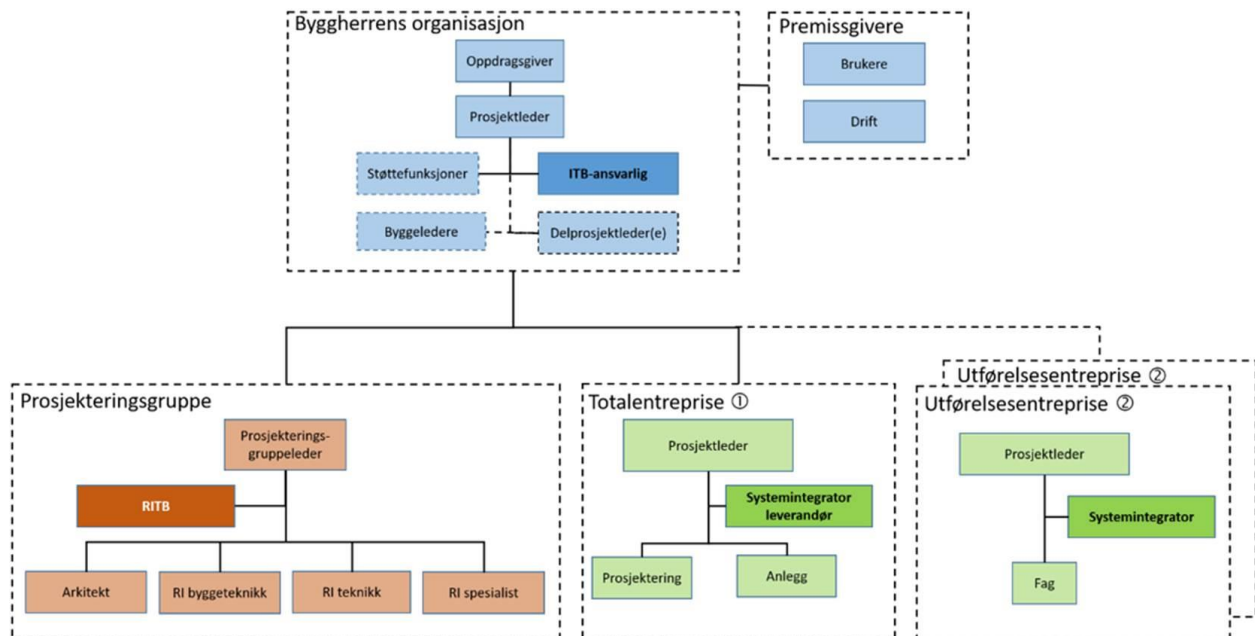 Byggherrens organisasjon
Oppdragsgiver
Prosjektleder
Støttefunksjoner
ITB-ansvarlig
Byggeledere
Delprosjektleder(e)
Premissgivere
Brukere
Drift
Prosjekteringsgruppe
Prosjekterings-
gruppeleder
RITB
Arkitekt
RI byggeteknikk
RI teknikk
RI spesialist
Totalentreprise ①
Prosjektleder
Systemintegrator
leverandør
Prosjektering
Anlegg
Utførelsesentreprise ②
Utførelsesentreprise ②
Prosjektleder
Systemintegrator
Fag